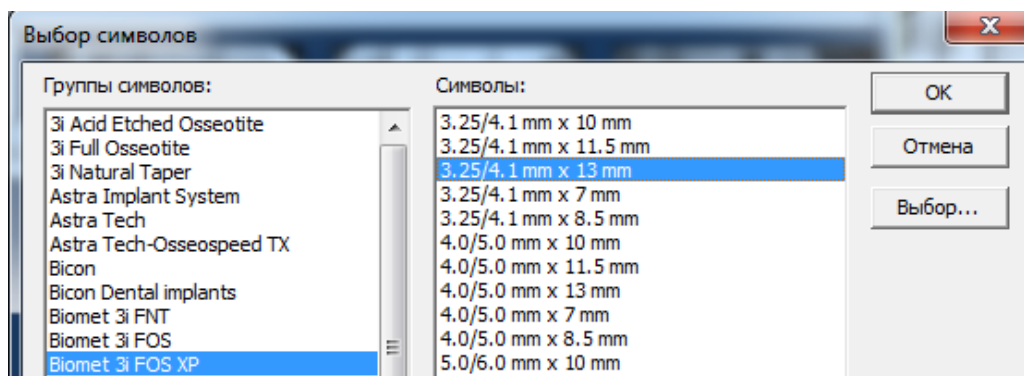 Выбор символов
Группы символов:
3i Acid Etched Osseotite
3i Full Osseotite
3i Natural Taper
Astra Implant System
Astra Tech
Astra Tech-Osseospeed TX
Bicon
Bicon Dental implants
Biomet 3i FNT
Biomet 3i FOS
Biomet 3i FOS XP
Символы:
3.25/4.1 mm x 10 mm
3.25/4.1 mm x 11.5 mm
3.25/4.1 mm x 13 mm
3.25/4.1 mm x 7 mm
3.25/4.1 mm x 8.5 mm
4.0/5.0 mm x 10 mm
4.0/5.0 mm x 11.5 mm
4.0/5.0 mm x 13 mm
4.0/5.0 mm x 7 mm
4.0/5.0 mm x 8.5 mm
5.0/6.0 mm x 10 mm
OK
Отмена
Выбор...